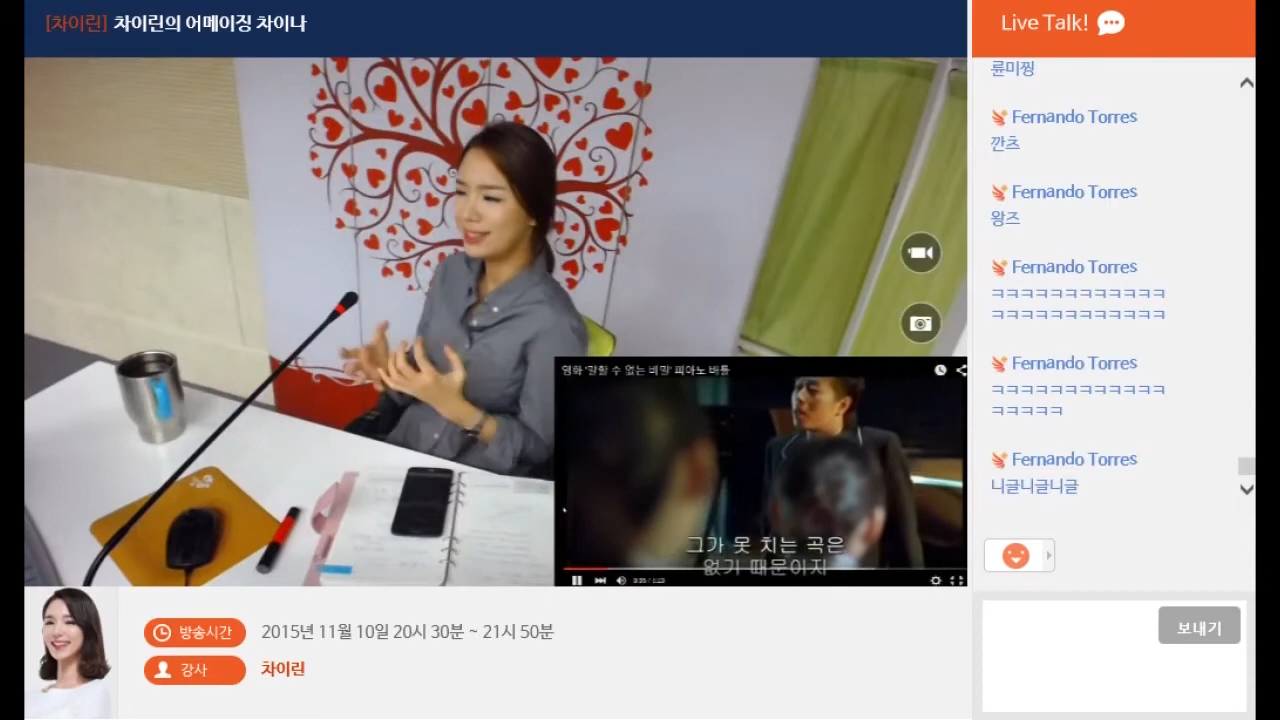 [차이린] 차이린의 어메이징 차이나
Live Talk!
륜미찡
Fernando Torres
깐츠
Fernando Torres
왕즈
Fernando Torres
ㅋㅋㅋㅋㅋㅋㅋㅋㅋㅋㅋㅋ
ㅋㅋㅋㅋㅋㅋㅋㅋㅋㅋㅋㅋ
Fernando Torres
ㅋㅋㅋㅋㅋㅋㅋㅋㅋㅋㅋㅋ
ㅋㅋㅋㅋㅋ
Fernando Torres
니글니글니글
영화 '말할 수 없는 비밀' 피아노 배틀
그가 못 치는 곡은
없기 때문이지
방송시간 2015년 11월 10일 20시 30분 ~ 21시 50분
강사 차이린
보내기